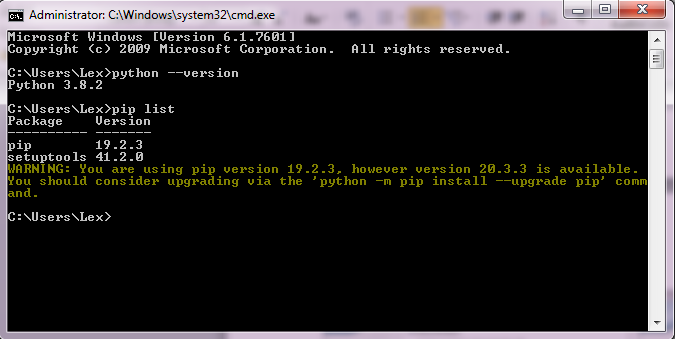 Administrator: C:\Windows\system32\cmd.exe
Microsoft Windows [Version 6.1.7601]
Copyright (c) 2009 Microsoft Corporation.  All rights reserved.
C:\Users\Lex>python --version
Python 3.8.2
C:\Users\Lex>pip list
Package    Version
---------- -------
pip        19.2.3
setuptools 41.2.0
WARNING: You are using pip version 19.2.3, however version 20.3.3 is available.
You should consider upgrading via the 'python -m pip install --upgrade pip' comm
and.
C:\Users\Lex>